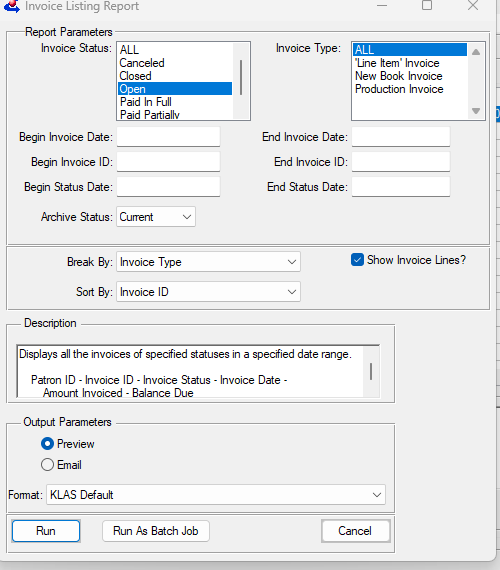 Invoice Listing Report
Report Parameters
Invoice Status:
ALL
Canceled
Closed
Open
Paid In Full
Paid Partially
Invoice Type:
ALL
'Line Item' Invoice
New Book Invoice
Production Invoice
Begin Invoice Date:
End Invoice Date:
Begin Invoice ID:
End Invoice ID:
Begin Status Date:
End Status Date:
Archive Status: Current
Break By: Invoice Type
Show Invoice Lines?
Sort By: Invoice ID
Description
Displays all the invoices of specified statuses in a specified date range.
Patron ID - Invoice ID - Invoice Status - Invoice Date -
Amount Invoiced - Balance Due
Output Parameters
Preview
Email
Format: KLAS Default
Run
Run As Batch Job
Cancel